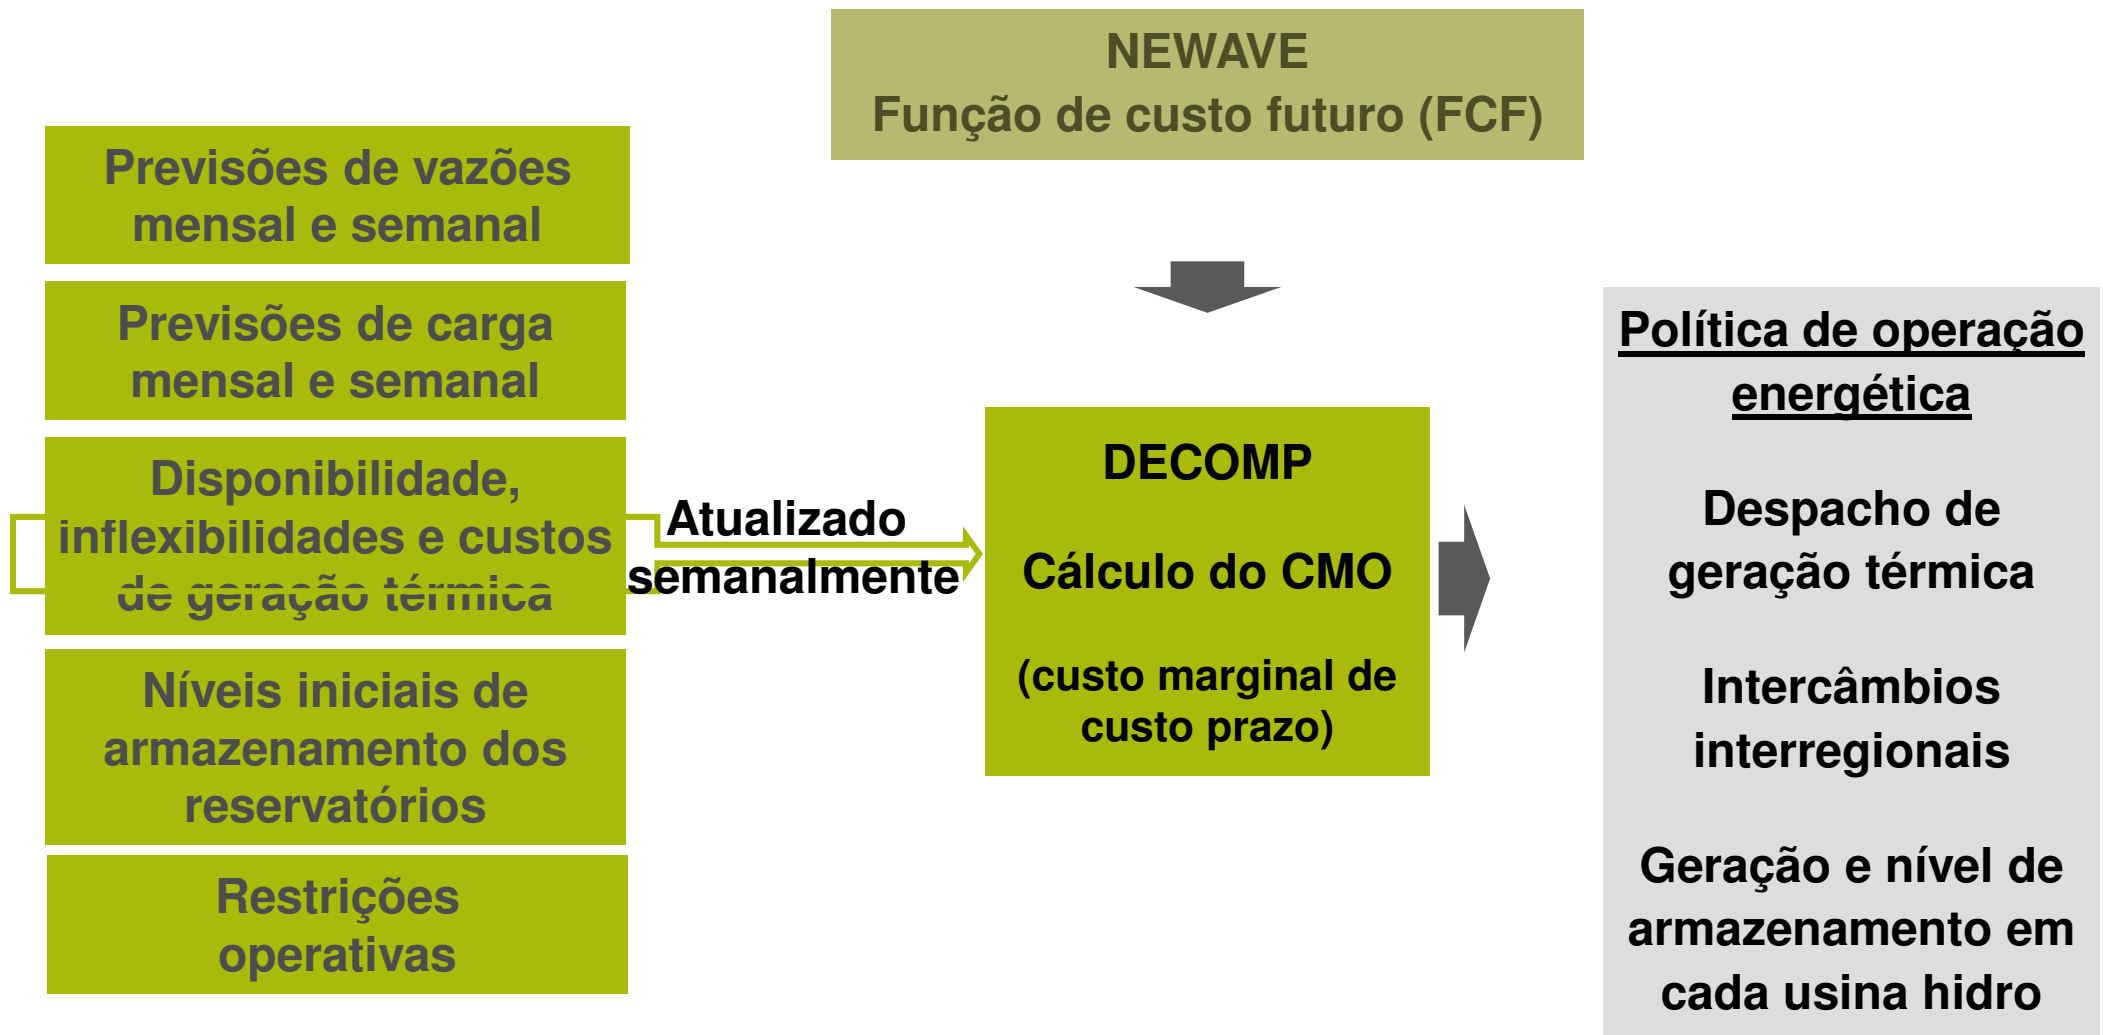 NEWAVE
Função de custo futuro (FCF)
Previsões de vazões
mensal e semanal
Previsões de carga
mensal e semanal
Disponibilidade,
inflexibilidades e custos
de geração térmica
Níveis iniciais de
armazenamento dos
reservatórios
Restrições
operativas
Atualizado
semanalmente
DECOMP
Cálculo do CMO
(custo marginal de
custo prazo)
Política de operação
energética
Despacho de
geração térmica
Intercâmbios
interregionais
Geração e nível de
armazenamento em
cada usina hidro